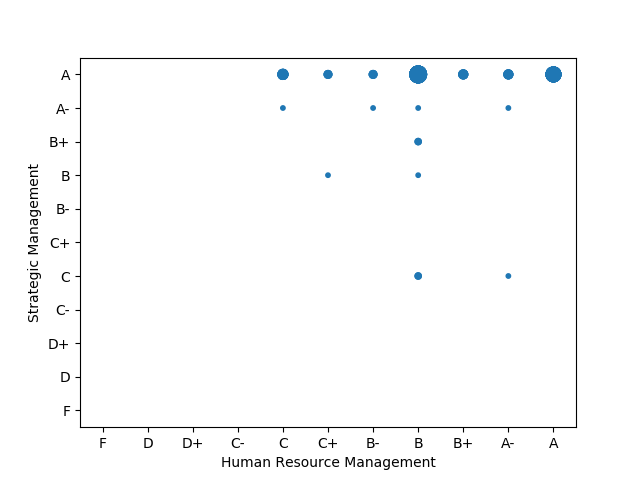 A
A-
B+
B
B-
C+
C
C-
D+
D
F
Strategic Management
F D D+ C- C C+ B- B B+ A- A
Human Resource Management